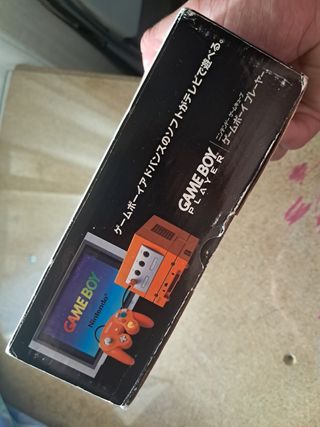 ゲームボーイアドバンスのソフトがテレビで遊べる。
GAME BOY
PLAYER
ニンテンドーゲームキューブ
ゲームボーイ プレーヤー
GAME BOY
Nintendo